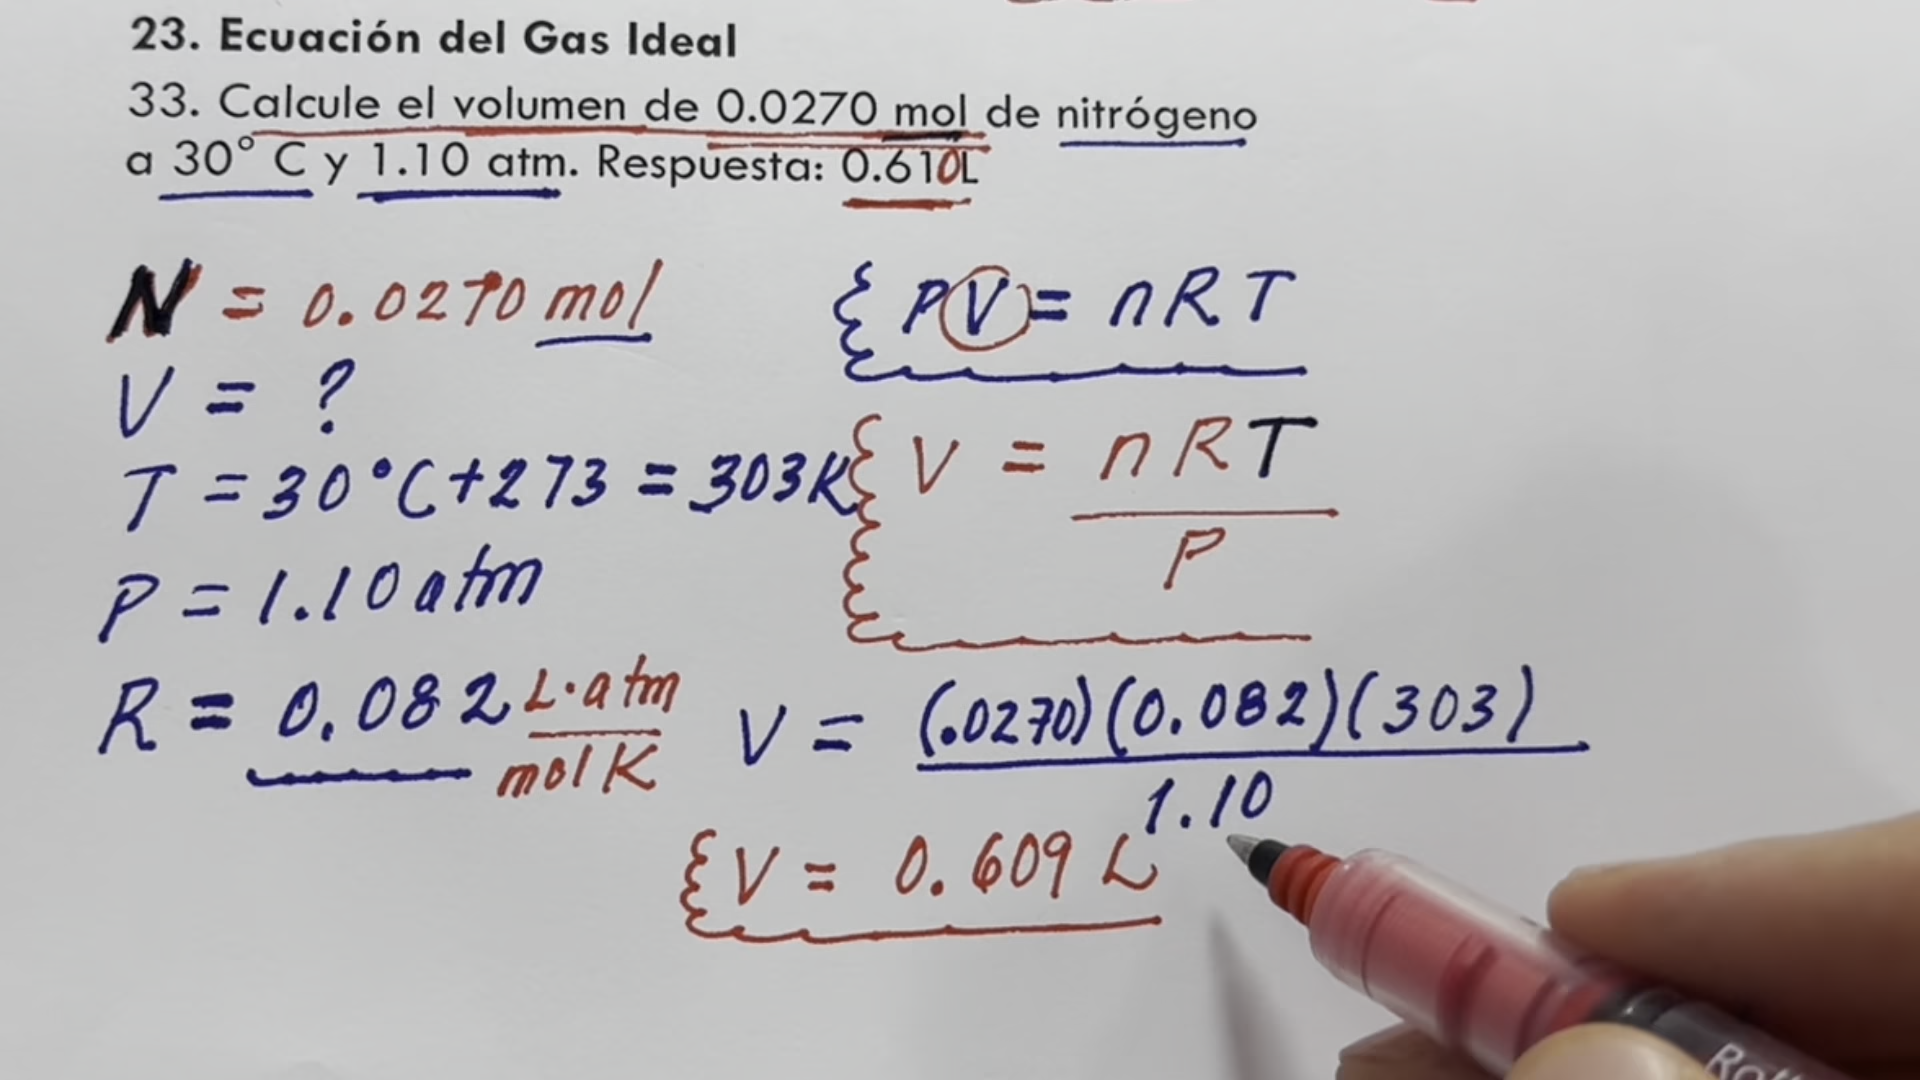 23. Ecuación del Gas Ideal
33. Calcule el volumen de 0.0270 mol de nitrógeno
a 30° C y 1.10 atm. Respuesta: 0.610L
N = 0.0270 mol
V = ?
T = 30°C+273 = 303K
P = 1.10 atm
R = 0.082 L·atm
mol K
PV = nRT
V = nRT
P
V = (.0270)(0.082)(303)
1.10
V = 0.609 L